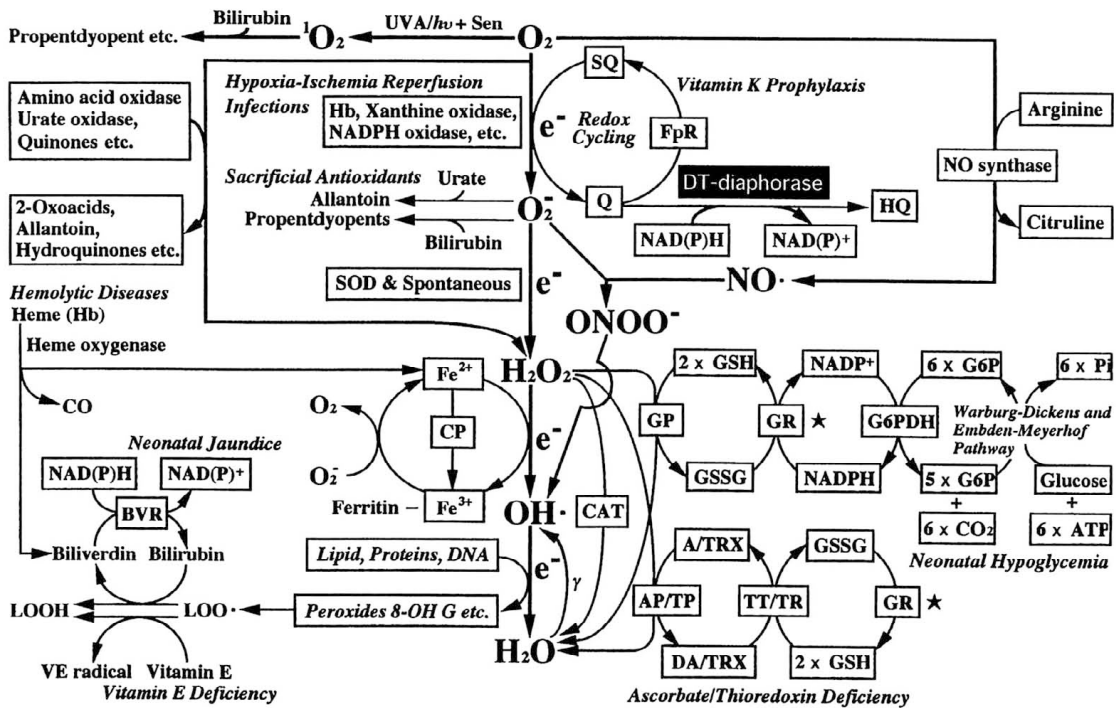 Propentdyopent etc.
Bilirubin
¹O₂
UVA/hυ + Sen
O₂
Hypoxia-Ischemia Reperfusion
Infections
Hb, Xanthine oxidase,
NADPH oxidase, etc.
e⁻
SQ
Redox
Cycling
FpR
Q
Vitamin K Prophylaxis
DT-diaphorase
HQ
NAD(P)H
NAD(P)⁺
Arginine
NO synthase
Citruline
Amino acid oxidase
Urate oxidase,
Quinones etc.
2-Oxoacids,
Allantoin,
Hydroquinones etc.
Sacrificial Antioxidants
Urate
Allantoin
Propentdyopents
Bilirubin
O₂⁻
SOD & Spontaneous
e⁻
NO·
ONOO⁻
Hemolytic Diseases
Heme (Hb)
Heme oxygenase
CO
H₂O₂
Fe²⁺
CP
Fe³⁺
Ferritin –
O₂
O₂⁻
e⁻
OH·
CAT
2 x GSH
GP
GSSG
GR ★
NADP⁺
NADPH
G6PDH
6 x G6P
5 x G6P
+
6 x CO₂
Warburg-Dickens and
Embden-Meyerhof
Pathway
6 x Pi
Glucose
+
6 x ATP
Neonatal Hypoglycemia
Neonatal Jaundice
NAD(P)H
NAD(P)⁺
BVR
Biliverdin
Bilirubin
LOOH
LOO·
VE radical
Vitamin E
Vitamin E Deficiency
Lipid, Proteins, DNA
Peroxides 8-OH G etc.
e⁻
γ
H₂O
A/TRX
AP/TP
DA/TRX
TT/TR
GSSG
GR ★
2 x GSH
Ascorbate/Thioredoxin Deficiency